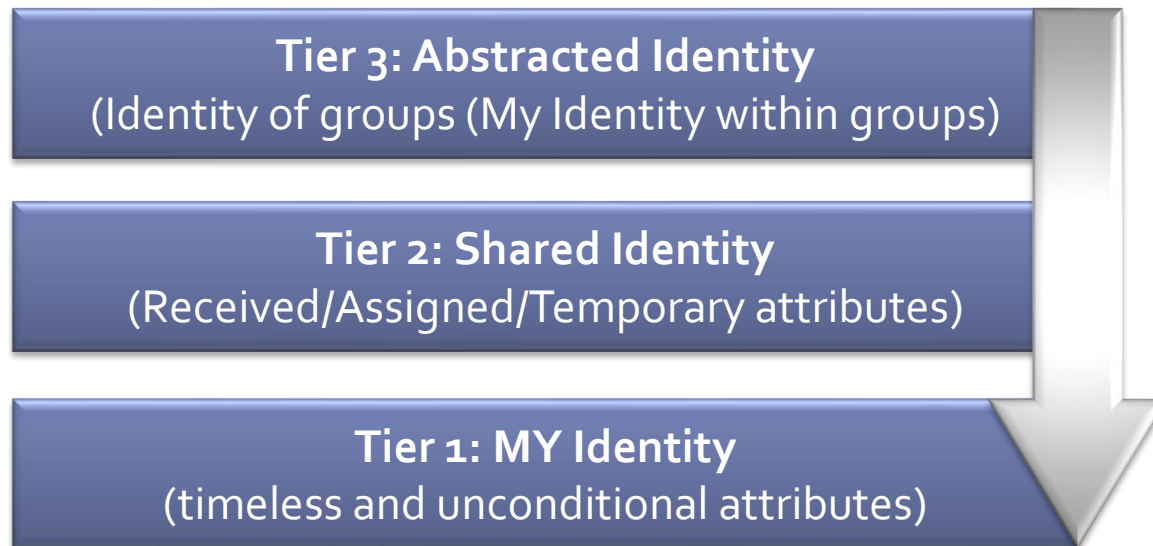 Tier 3: Abstracted Identity
(Identity of groups (My Identity within groups)
Tier 2: Shared Identity
(Received/Assigned/Temporary attributes)
Tier 1: MY Identity
(timeless and unconditional attributes)